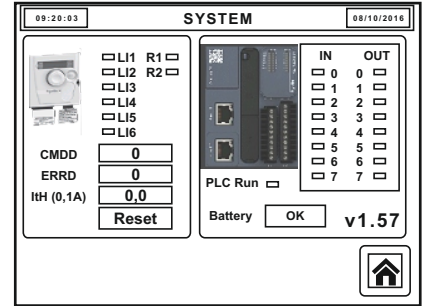 09:20:03 SYSTEM 08/10/2016
LI1 R1
LI2 R2
LI3
LI4
LI5
LI6
CMDD 0
ERRD 0
ItH (0,1A) 0,0
Reset
IN OUT
0 0
1 1
2 2
3 3
4 4
5 5
6 6
7 7
PLC Run
Battery OK v1.57